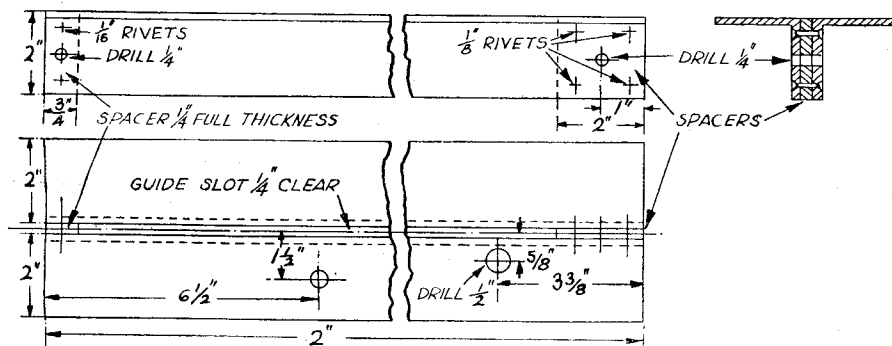 2"
1/16" RIVETS
DRILL 1/4"
3/4"
SPACER 1/4" FULL THICKNESS
1/8" RIVETS
DRILL 1/4"
1"
2"
SPACERS
2"
GUIDE SLOT 1/4" CLEAR
2"
1 1/2"
6 1/2"
5/8"
DRILL 1/2"
3 3/8"
2"